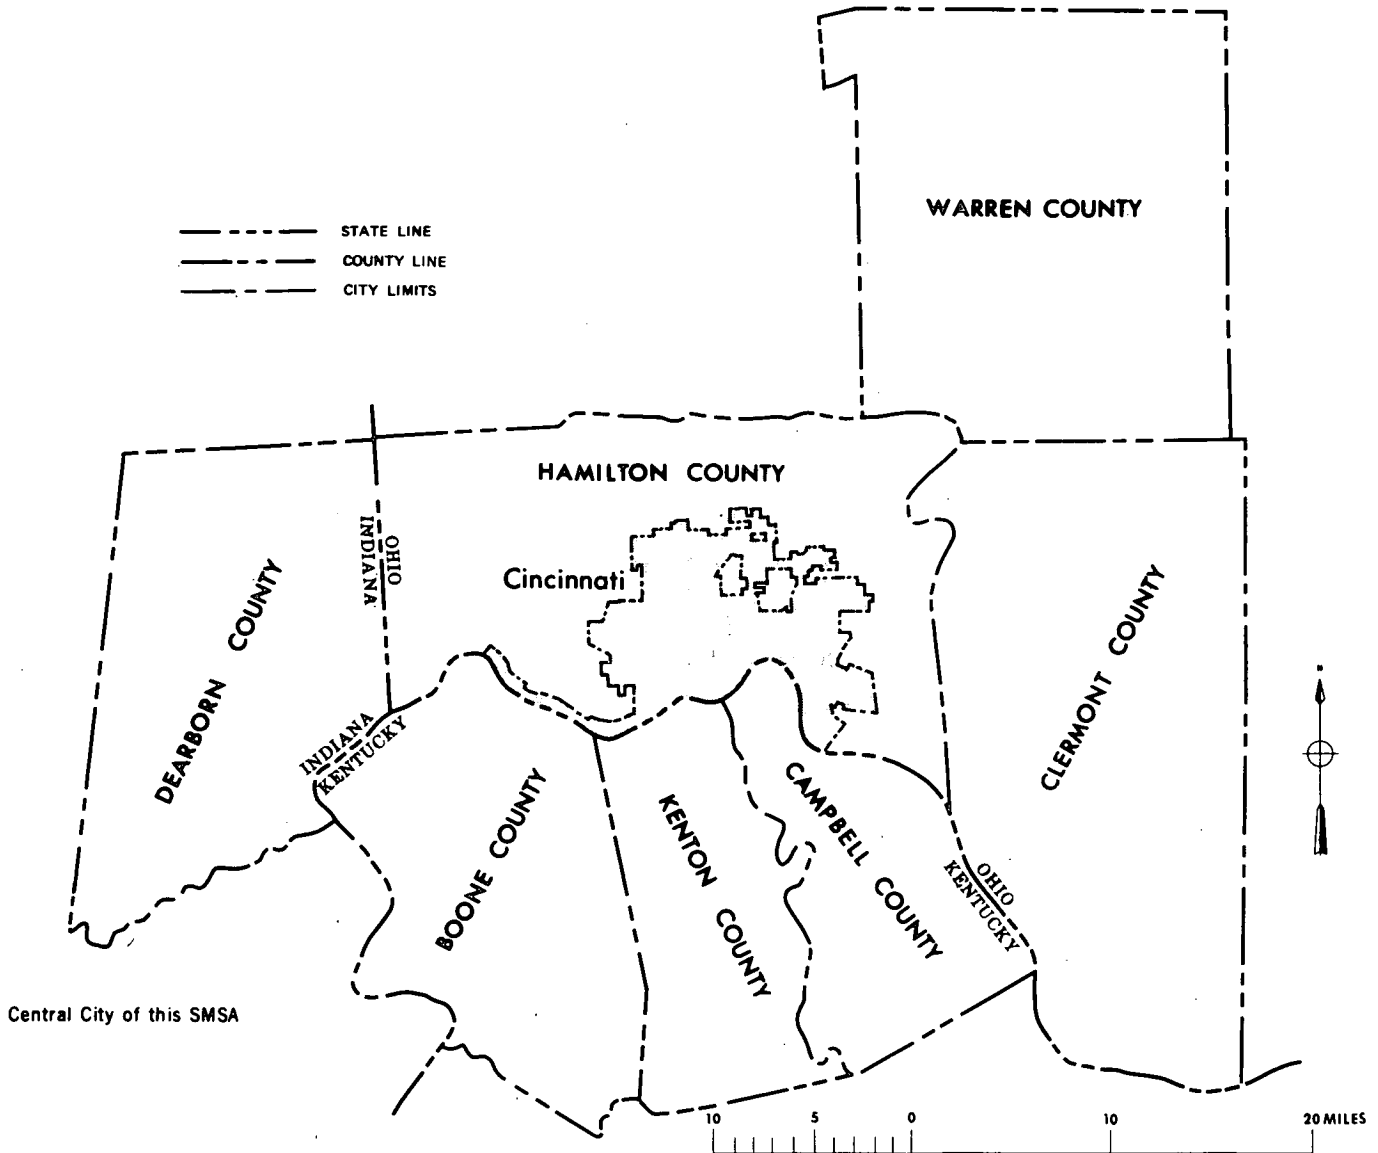 WARREN COUNTY
STATE LINE
COUNTY LINE
CITY LIMITS
HAMILTON COUNTY
OHIO
INDIANA
Cincinnati
DEARBORN COUNTY
CLERMONT COUNTY
INDIANA
KENTUCKY
BOONE COUNTY
KENTON COUNTY
CAMPBELL COUNTY
OHIO
KENTUCKY
Central City of this SMSA
10 5 0 10 20 MILES